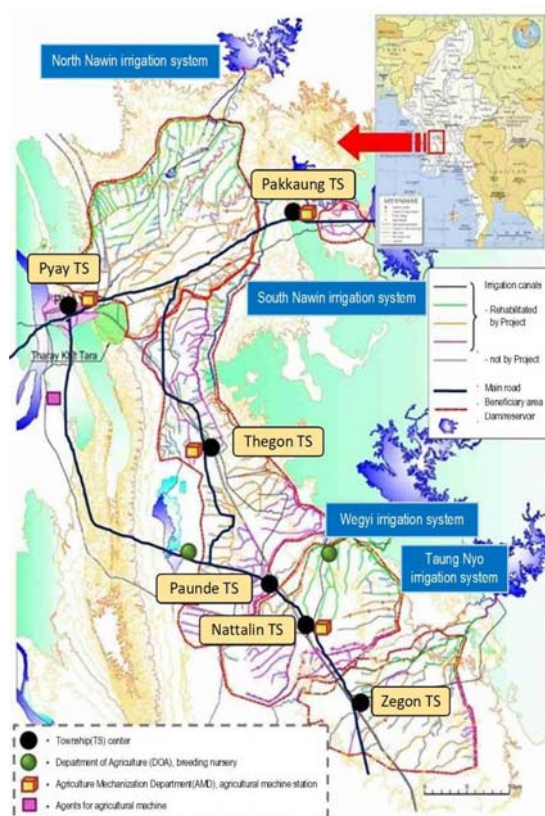 North Nawin irrigation system
Pakkaung TS
Pyay TS
South Nawin irrigation system
Irrigation canals
- Rehabilitated
by Project
- not by Project
Main road
Beneficiary area
Dam/reservoir
Thegon TS
Wegyi irrigation system
Taung Nyo
irrigation system
Paunde TS
Nattalin TS
Zegon TS
Township(TS) center
Department of Agriculture (DOA), breeding nursery
Agriculture Mechanization Department(AMD), agricultural machine station
Agents for agricultural machine